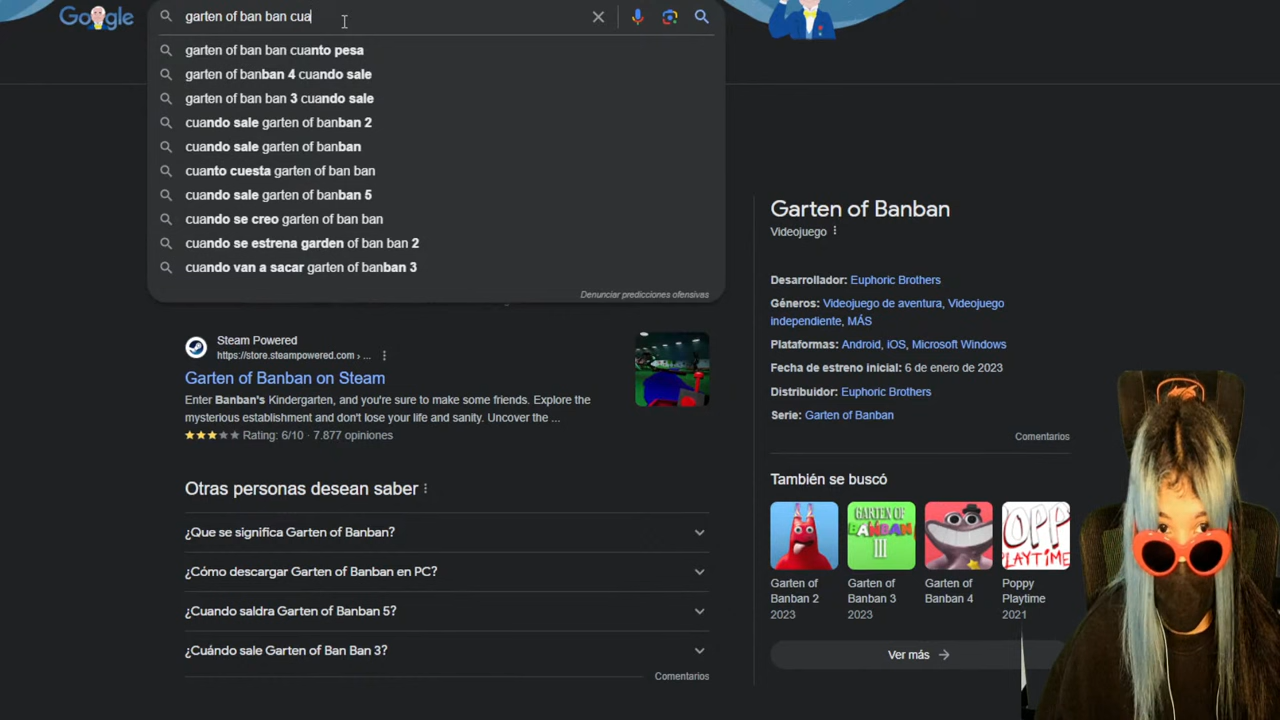 Google
garten of ban ban cua
garten of ban ban cuanto pesa
garten of banban 4 cuando sale
garten of ban ban 3 cuando sale
cuando sale garten of banban 2
cuando sale garten of banban
cuanto cuesta garten of ban ban
cuando sale garten of banban 5
cuando se creo garten of ban ban
cuando se estrena garden of ban ban 2
cuando van a sacar garten of banban 3
Denunciar predicciones ofensivas
Steam Powered
https://store.steampowered.com › ...
Garten of Banban on Steam
Enter Banban's Kindergarten, and you're sure to make some friends. Explore the
mysterious establishment and don't lose your life and sanity. Uncover the ...
Rating: 6/10 · 7.877 opiniones
Otras personas desean saber
¿Que se significa Garten of Banban?
¿Cómo descargar Garten of Banban en PC?
¿Cuando saldra Garten of Banban 5?
¿Cuándo sale Garten of Ban Ban 3?
Comentarios
Garten of Banban
Videojuego
Desarrollador: Euphoric Brothers
Géneros: Videojuego de aventura, Videojuego
independiente, MÁS
Plataformas: Android, iOS, Microsoft Windows
Fecha de estreno inicial: 6 de enero de 2023
Distribuidor: Euphoric Brothers
Serie: Garten of Banban
Comentarios
También se buscó
GARTEN OF
BANBAN
III
OPP
PLAYTIME
Garten of
Banban 2
2023
Garten of
Banban 3
2023
Garten of
Banban 4
Poppy
Playtime
2021
Ver más